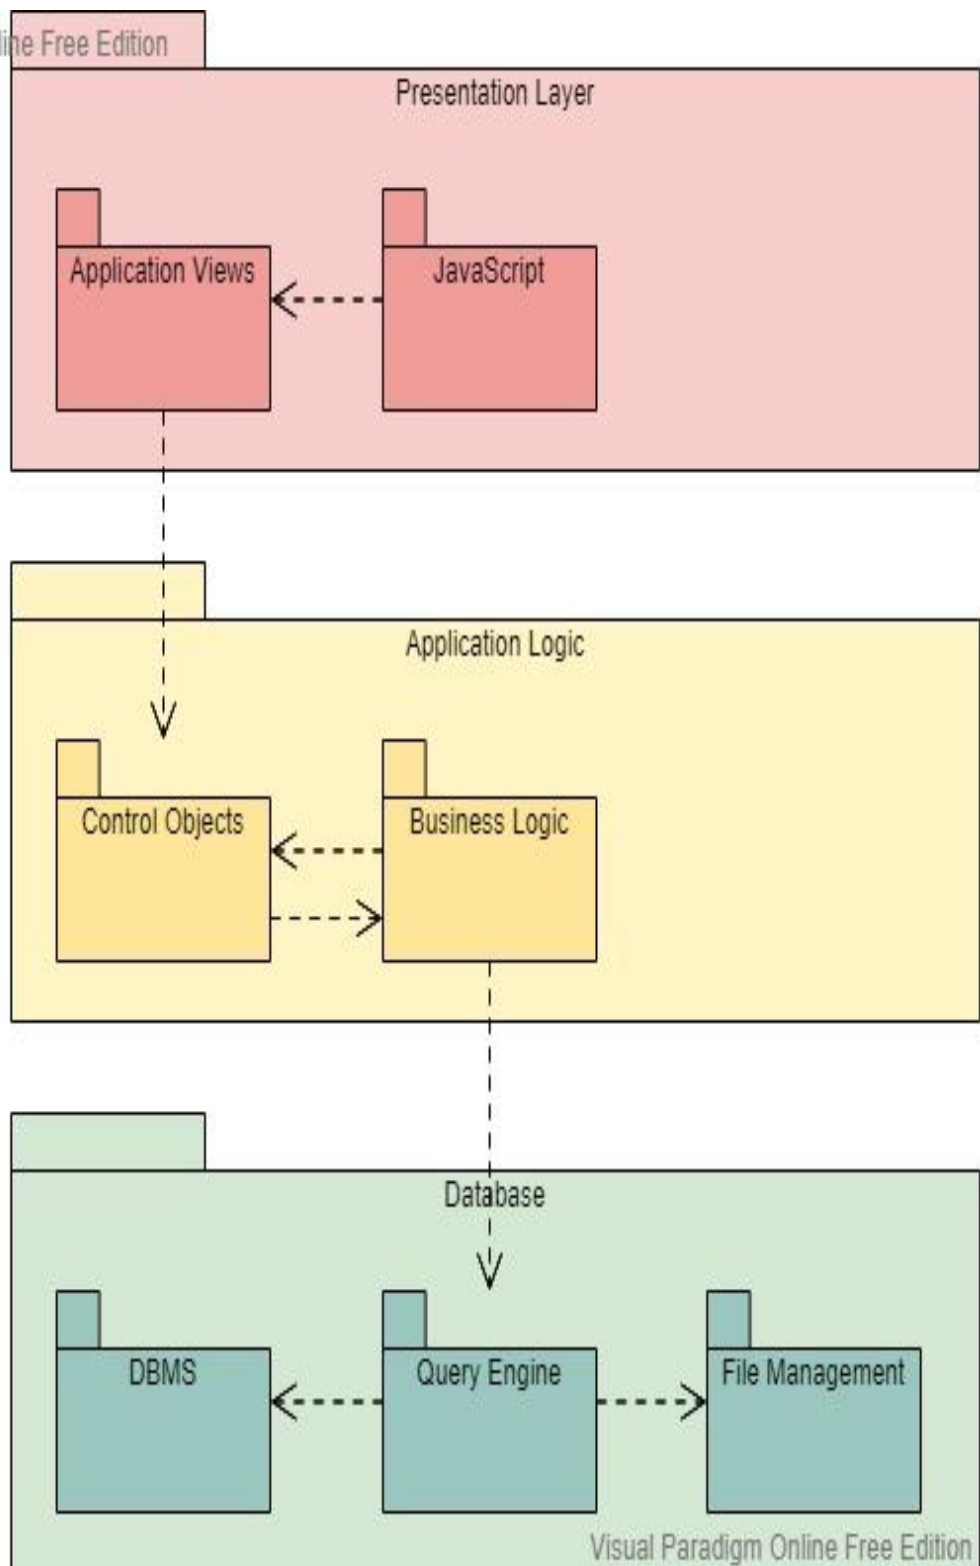 Free Edition
Presentation Layer
Application Views
JavaScript
Application Logic
Control Objects
Business Logic
Database
DBMS
Query Engine
File Management
Visual Paradigm Online Free Edition